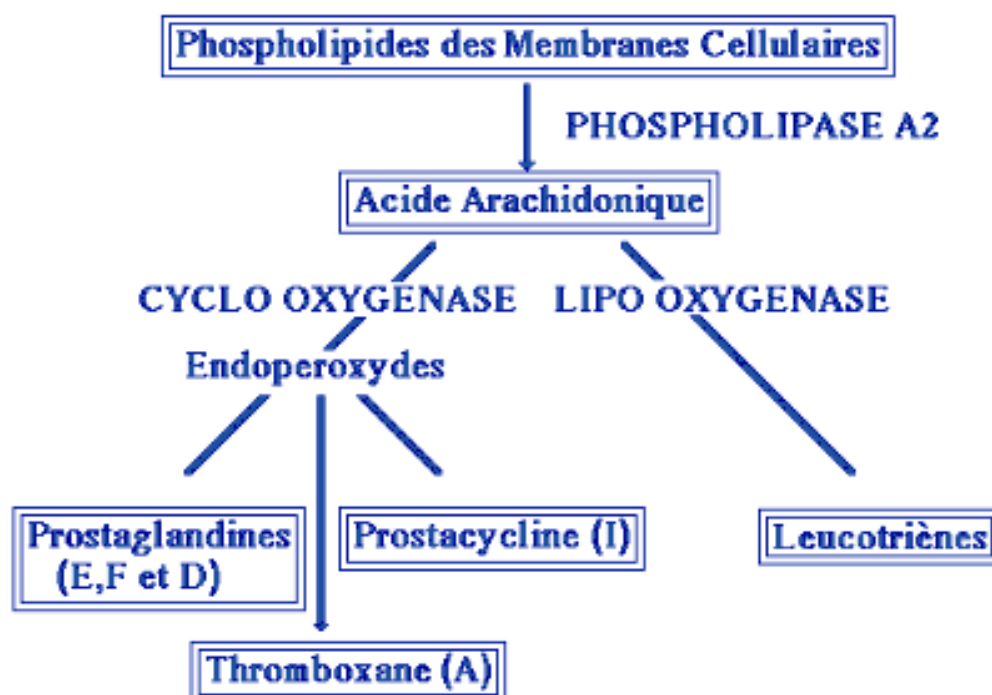 Phospholipides des Membranes Cellulaires
PHOSPHOLIPASE A2
Acide Arachidonique
CYCLO OXYGENASE
LIPO OXYGENASE
Endoperoxydes
Prostaglandines
(E,F et D)
Prostacycline (I)
Leucotriènes
Thromboxane (A)